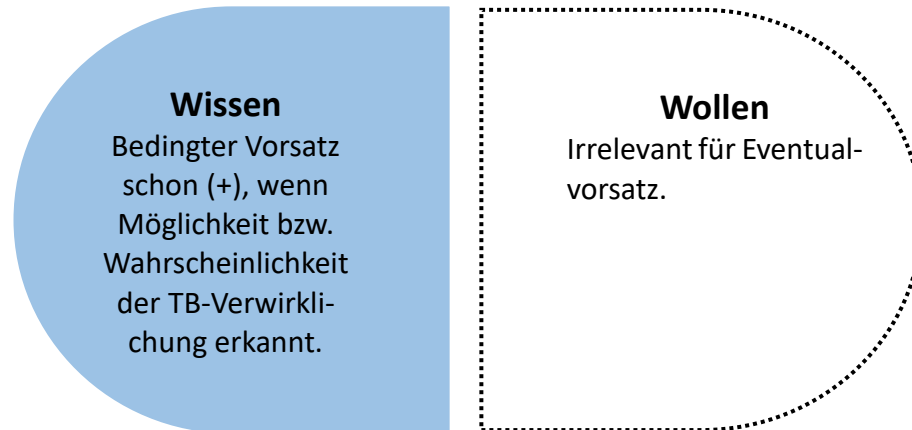 Wissen
Bedingter Vorsatz
schon (+), wenn
Möglichkeit bzw.
Wahrscheinlichkeit
der TB-Verwirkli-
chung erkannt.
Wollen
Irrelevant für Eventual-
vorsatz.